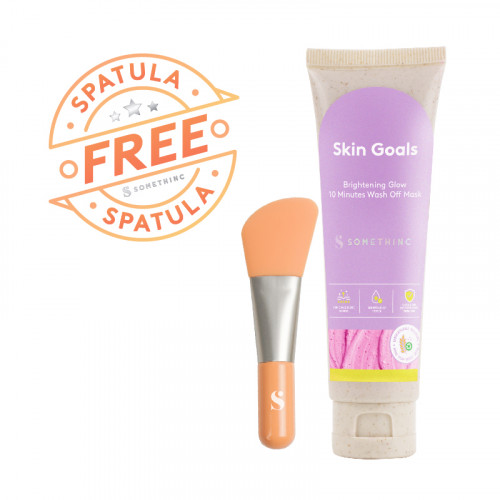 SPATULA
FREE
S SOMETHINC
SPATULA
S
Skin Goals
Brightening Glow
10 Minutes Wash Off Mask
S SOMETHINC